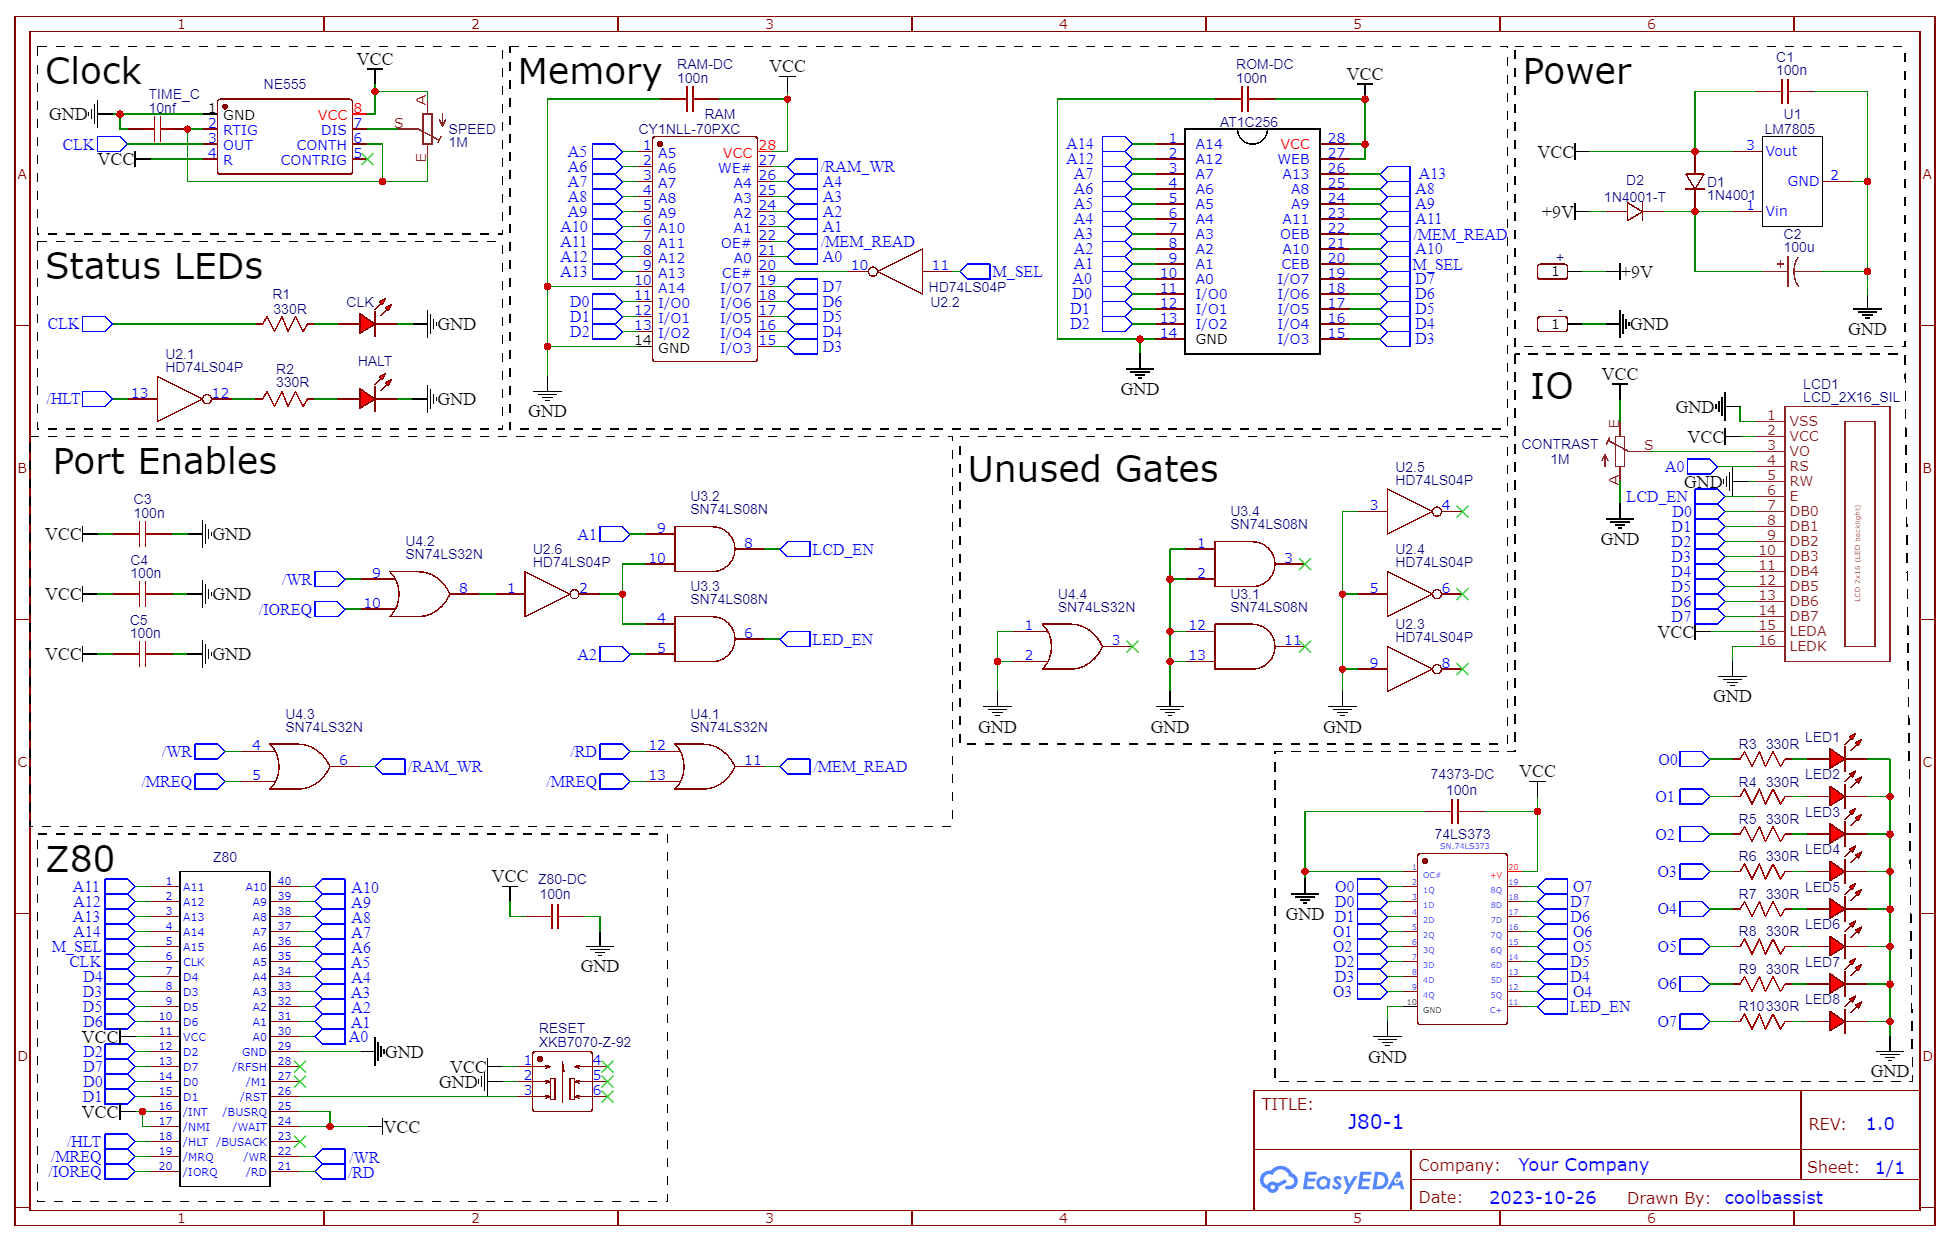 1 2 3 4 5 6
A
B
C
D
Clock
GND
TIME_C
10nf
NE555
VCC
CLK
VCC
1 GND
2 RTIG
3 OUT
4 R
VCC 8
DIS 7
CONTH 6
CONTRIG 5
A
S
E
SPEED
1M
Status LEDs
CLK
R1
330R
CLK
GND
/HLT
13
U2.1
HD74LS04P
12
R2
330R
HALT
GND
Memory
RAM-DC
100n
VCC
RAM
CY1NLL-70PXC
A5 1 A5
A6 2 A6
A7 3 A7
A8 4 A8
A9 5 A9
A10 6 A10
A11 7 A11
A12 8 A12
A13 9 A13
10 A14
D0 11 I/O0
D1 12 I/O1
D2 13 I/O2
14 GND
VCC 28
WE# 27 /RAM_WR
A4 26 A4
A3 25 A3
A2 24 A2
A1 23 A1
OE# 22 /MEM_READ
A0 21 A0
CE# 20
I/O7 19 D7
I/O6 18 D6
I/O5 17 D5
I/O4 16 D4
I/O3 15 D3
GND
10
11
M_SEL
HD74LS04P
U2.2
ROM-DC
100n
VCC
AT1C256
A14 1 A14
A12 2 A12
A7 3 A7
A6 4 A6
A5 5 A5
A4 6 A4
A3 7 A3
A2 8 A2
A1 9 A1
A0 10 A0
D0 11 I/O0
D1 12 I/O1
D2 13 I/O2
14 GND
VCC 28
WEB 27
A13 26 A13
A8 25 A8
A9 24 A9
A11 23 A11
OEB 22 /MEM_READ
A10 21 A10
CEB 20 M_SEL
I/O7 19 D7
I/O6 18 D6
I/O5 17 D5
I/O4 16 D4
I/O3 15 D3
GND
Power
C1
100n
U1
LM7805
VCC
3 Vout
GND 2
1 Vin
D2
1N4001-T
D1
1N4001
+9V
C2
100u
+
+
1
+9V
-
1
GND
GND
IO
VCC
CONTRAST
1M
E
S
A
GND
LCD1
LCD_2X16_SIL
GND 1 VSS
VCC 2 VCC
3 VO
A0 4 RS
GND 5 RW
LCD_EN 6 E
D0 7 DB0
D1 8 DB1
D2 9 DB2
D3 10 DB3
D4 11 DB4
D5 12 DB5
D6 13 DB6
D7 14 DB7
VCC 15 LEDA
16 LEDK
LCD 2x16 (LED backlight)
GND
O0 R3 330R LED1
O1 R4 330R LED2
O2 R5 330R LED3
O3 R6 330R LED4
O4 R7 330R LED5
O5 R8 330R LED6
O6 R9 330R LED7
O7 R10 330R LED8
GND
74373-DC
100n
VCC
74LS373
SN.74LS373
GND
1 OC#
O0 2 1Q
D0 3 1D
D1 4 2D
O1 5 2Q
O2 6 3Q
D2 7 3D
D3 8 4D
O3 9 4Q
10 GND
+V 20
8Q 19 O7
8D 18 D7
7D 17 D6
7Q 16 O6
6Q 15 O5
6D 14 D5
5D 13 D4
5Q 12 O4
C+ 11 LED_EN
GND
Port Enables
VCC
C3
100n
GND
VCC
C4
100n
GND
VCC
C5
100n
GND
/WR 9
/IOREQ 10
U4.2
SN74LS32N
8
1
U2.6
HD74LS04P
2
A1 9
10
U3.2
SN74LS08N
8 LCD_EN
U3.3
SN74LS08N
4
A2 5
6 LED_EN
U4.3
SN74LS32N
/WR 4
/MREQ 5
6 /RAM_WR
U4.1
SN74LS32N
/RD 12
/MREQ 13
11 /MEM_READ
Unused Gates
U4.4
SN74LS32N
1
2
3
GND
U3.4
SN74LS08N
1
2
3
U3.1
SN74LS08N
12
13
11
GND
U2.5
HD74LS04P
3
4
U2.4
HD74LS04P
5
6
U2.3
HD74LS04P
9
8
GND
Z80
Z80
A11 1 A11
A12 2 A12
A13 3 A13
A14 4 A14
M_SEL 5 A15
CLK 6 CLK
D4 7 D4
D3 8 D3
D5 9 D5
D6 10 D6
VCC 11 VCC
D2 12 D2
D7 13 D7
D0 14 D0
D1 15 D1
VCC 16 /INT
17 /NMI
/HLT 18 /HLT
/MREQ 19 /MRQ
/IOREQ 20 /IORQ
A10 40 A10
A9 39 A9
A8 38 A8
A7 37 A7
A6 36 A6
A5 35 A5
A4 34 A4
A3 33 A3
A2 32 A2
A1 31 A1
A0 30 A0
GND 29 GND
/RFSH 28
/M1 27
/RST 26
/BUSRQ 25
/WAIT 24 VCC
/BUSACK 23
/WR 22 /WR
/RD 21 /RD
VCC
Z80-DC
100n
GND
RESET
XKB7070-Z-92
VCC 1
GND 2
3
4
5
6
TITLE:
J80-1
REV: 1.0
EasyEDA
Company: Your Company
Sheet: 1/1
Date: 2023-10-26 Drawn By: coolbassist
A
B
C
D
1 2 3 4 5 6